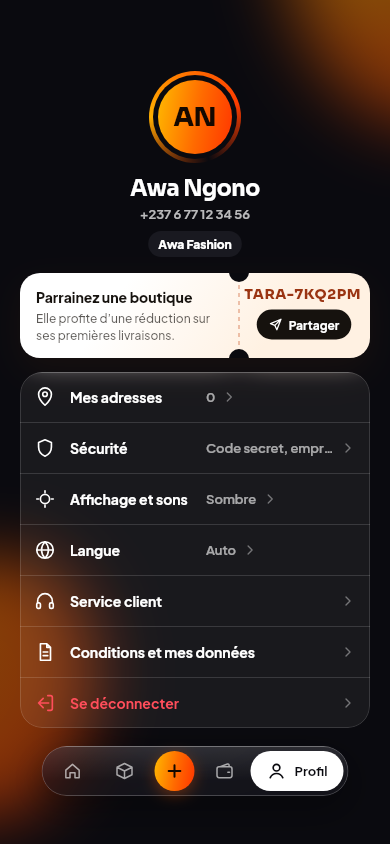 AN
Awa Ngono
+237 6 77 12 34 56
Awa Fashion
Parrainez une boutique
Elle profite d’une réduction sur
ses premières livraisons.
TARA-7KQ2PM
Partager
Mes adresses 0
Sécurité Code secret, empr…
Affichage et sons Sombre
Langue Auto
Service client
Conditions et mes données
Se déconnecter
Profil